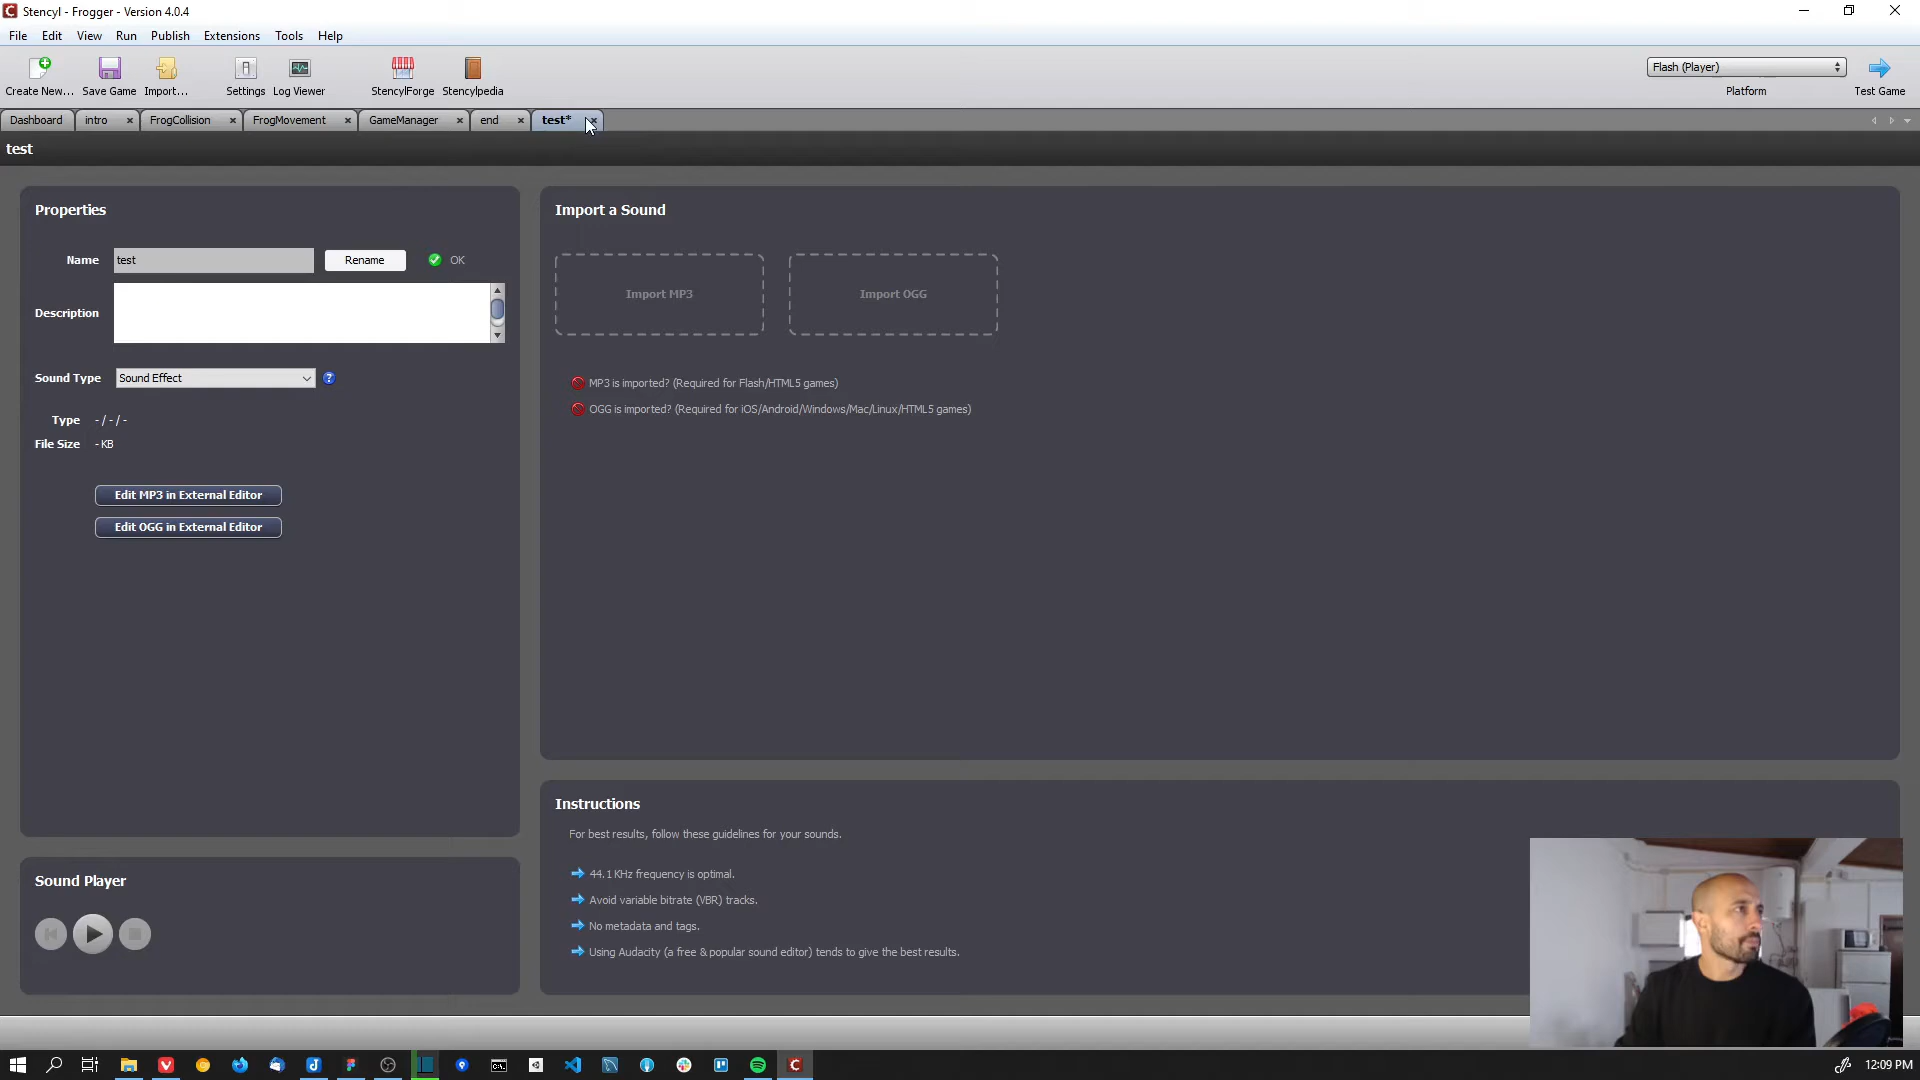 Stencyl - Frogger - Version 4.0.4
File Edit View Run Publish Extensions Tools Help
Create New... Save Game Import... Settings Log Viewer StencylForge Stencylpedia
Flash (Player)
Platform
Test Game
Dashboard intro FrogCollision FrogMovement GameManager end test*
test
Properties
Name test Rename OK
Description
Sound Type Sound Effect
Type -/-/-
File Size - KB
Edit MP3 in External Editor
Edit OGG in External Editor
Sound Player
Import a Sound
Import MP3 Import OGG
MP3 is imported? (Required for Flash/HTML5 games)
OGG is imported? (Required for iOS/Android/Windows/Mac/Linux/HTML5 games)
Instructions
For best results, follow these guidelines for your sounds.
44.1 KHz frequency is optimal.
Avoid variable bitrate (VBR) tracks.
No metadata and tags.
Using Audacity (a free & popular sound editor) tends to give the best results.
12:09 PM